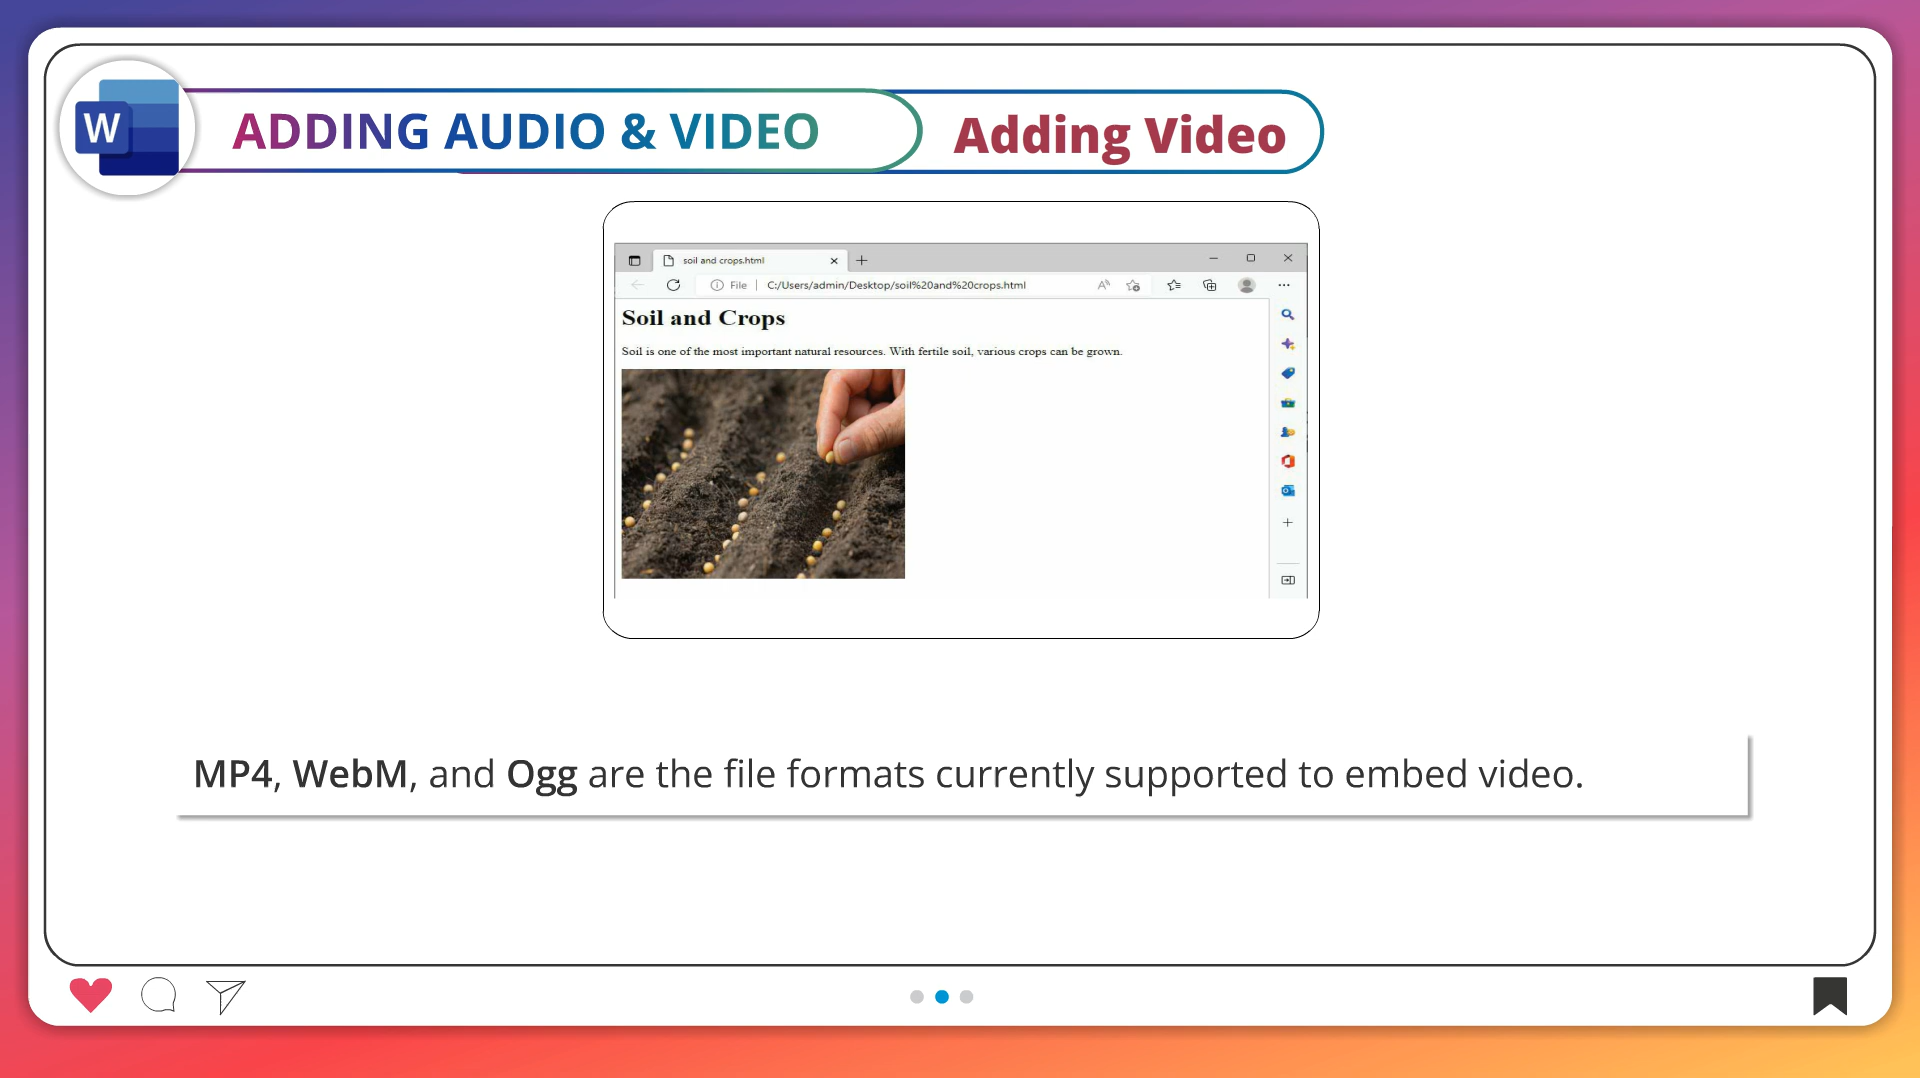 W
ADDING AUDIO & VIDEO
Adding Video
soil and crops.html
File
C:/Users/admin/Desktop/soil%20and%20crops.html
Soil and Crops
Soil is one of the most important natural resources. With fertile soil, various crops can be grown.
MP4, WebM, and Ogg are the file formats currently supported to embed video.